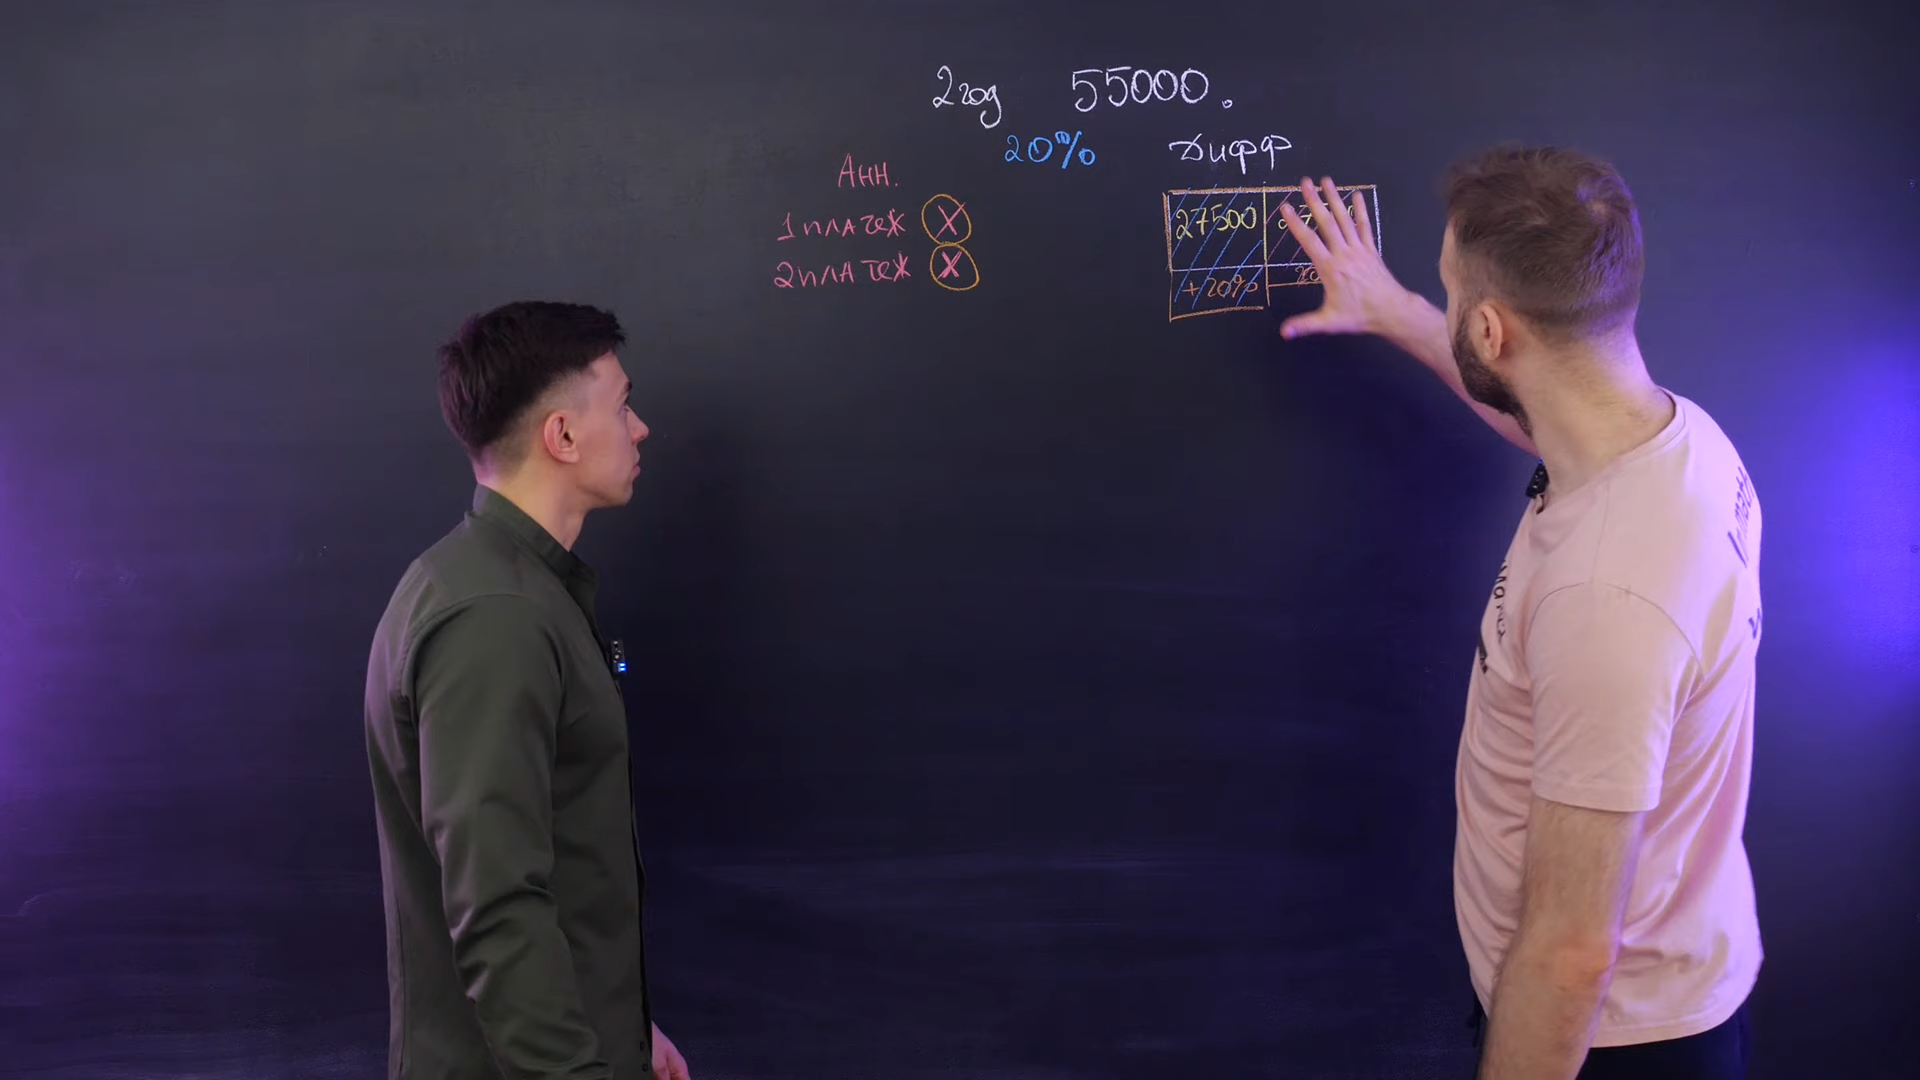 2 год 55000.
20%
Дифф
Анн.
1 платеж X
2 платеж X
27500
+20%